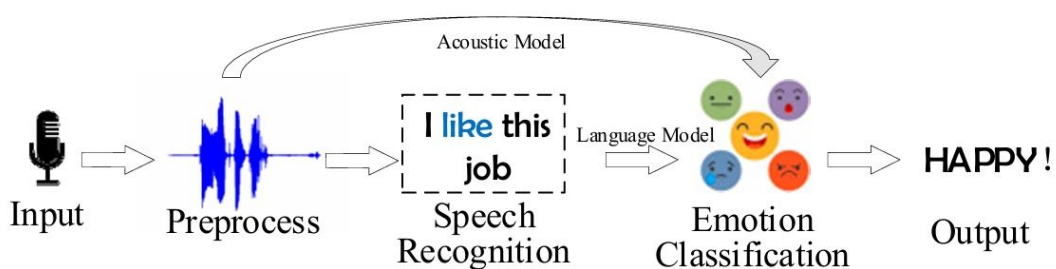 Acoustic Model
I like this
job
Language Model
HAPPY!
Input
Preprocess
Speech
Recognition
Emotion
Classification
Output